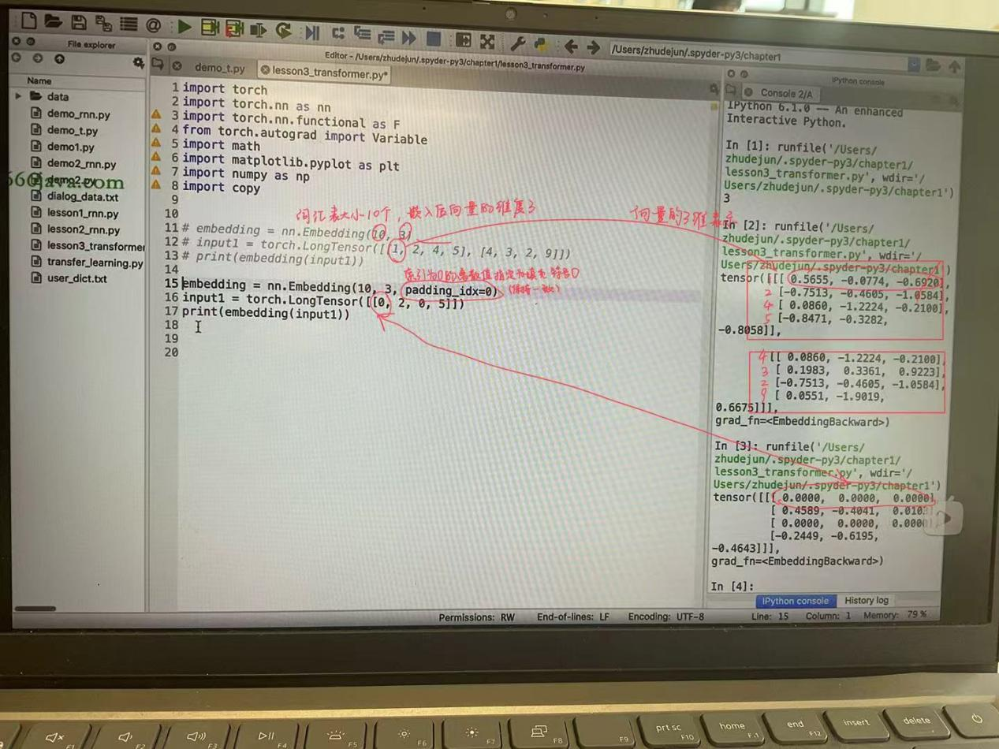 /Users/zhudejun/.spyder-py3/chapter1
File explorer
Name
data
demo_rnn.py
demo_t.py
demo1.py
demo2_rnn.py
demo2.py
dialog_data.txt
lesson1_rnn.py
lesson2_rnn.py
lesson3_transformer
transfer_learning.py
user_dict.txt
660java.com
Editor - /Users/zhudejun/.spyder-py3/chapter1/lesson3_transformer.py
demo_t.py
lesson3_transformer.py*
1 import torch
2 import torch.nn as nn
3 import torch.nn.functional as F
4 from torch.autograd import Variable
5 import math
6 import matplotlib.pyplot as plt
7 import numpy as np
8 import copy
9
10
词汇表大小10个，嵌入后向量的维度3
词量的3维表示
11 # embedding = nn.Embedding(10, 3)
12 # input1 = torch.LongTensor([[1, 2, 4, 5], [4, 3, 2, 9]])
13 # print(embedding(input1))
14
索引为0的离散值指定为填充符号0
15 embedding = nn.Embedding(10, 3, padding_idx=0)
16 input1 = torch.LongTensor([[0, 2, 0, 5]])
17 print(embedding(input1))
18
19
20
IPython console
Console 2/A
IPython 6.1.0 -- An enhanced
Interactive Python.
In [1]: runfile('/Users/
zhudejun/.spyder-py3/chapter1/
lesson3_transformer.py', wdir='/
Users/zhudejun/.spyder-py3/chapter1')
3
In [2]: runfile('/Users/
zhudejun/.spyder-py3/chapter1/
lesson3_transformer.py', wdir='/
Users/zhudejun/.spyder-py3/chapter1')
tensor([[[ 0.5655, -0.0774, -0.6920],
2 [-0.7513, -0.4605, -1.0584],
4 [ 0.0860, -1.2224, -0.2100],
5 [-0.8471, -0.3282,
-0.8058]],
4 [[ 0.0860, -1.2224, -0.2100],
3 [ 0.1983, 0.3361, 0.9223],
2 [-0.7513, -0.4605, -1.0584],
9 [ 0.0551, -1.9019,
0.6675]]],
grad_fn=<EmbeddingBackward>)
In [3]: runfile('/Users/
zhudejun/.spyder-py3/chapter1/
lesson3_transformer.py', wdir='/
Users/zhudejun/.spyder-py3/chapter1')
tensor([[[ 0.0000, 0.0000, 0.0000],
[ 0.4589, -0.4041, 0.0103],
[ 0.0000, 0.0000, 0.0000],
[-0.2449, -0.6195,
-0.4643]]],
grad_fn=<EmbeddingBackward>)
In [4]:
IPython console
History log
Permissions: RW End-of-lines: LF Encoding: UTF-8 Line: 15 Column: 1 Memory: 79 %
F1
F2
F3
F4
F5
F6
F7
F8
F9
prt sc
F10
home
end
F12
insert
delete